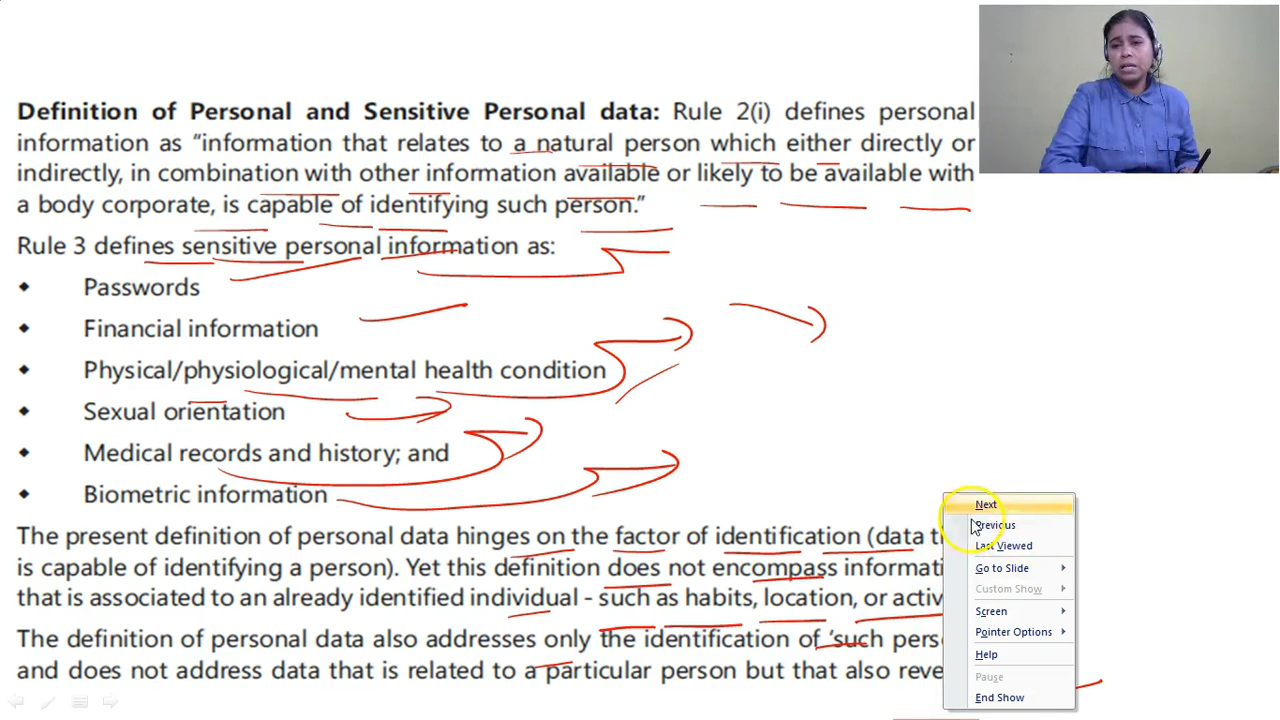 Definition of Personal and Sensitive Personal data: Rule 2(i) defines personal
information as "information that relates to a natural person which either directly or
indirectly, in combination with other information available or likely to be available with
a body corporate, is capable of identifying such person."
Rule 3 defines sensitive personal information as:
◆ Passwords
◆ Financial information
◆ Physical/physiological/mental health condition
◆ Sexual orientation
◆ Medical records and history; and
◆ Biometric information
The present definition of personal data hinges on the factor of identification (data
is capable of identifying a person). Yet this definition does not encompass
that is associated to an already identified individual - such as habits, location, or
The definition of personal data also addresses only the identification of 'such
and does not address data that is related to a particular person but that also
Next
Previous
Last Viewed
Go to Slide
Custom Show
Screen
Pointer Options
Help
Pause
End Show